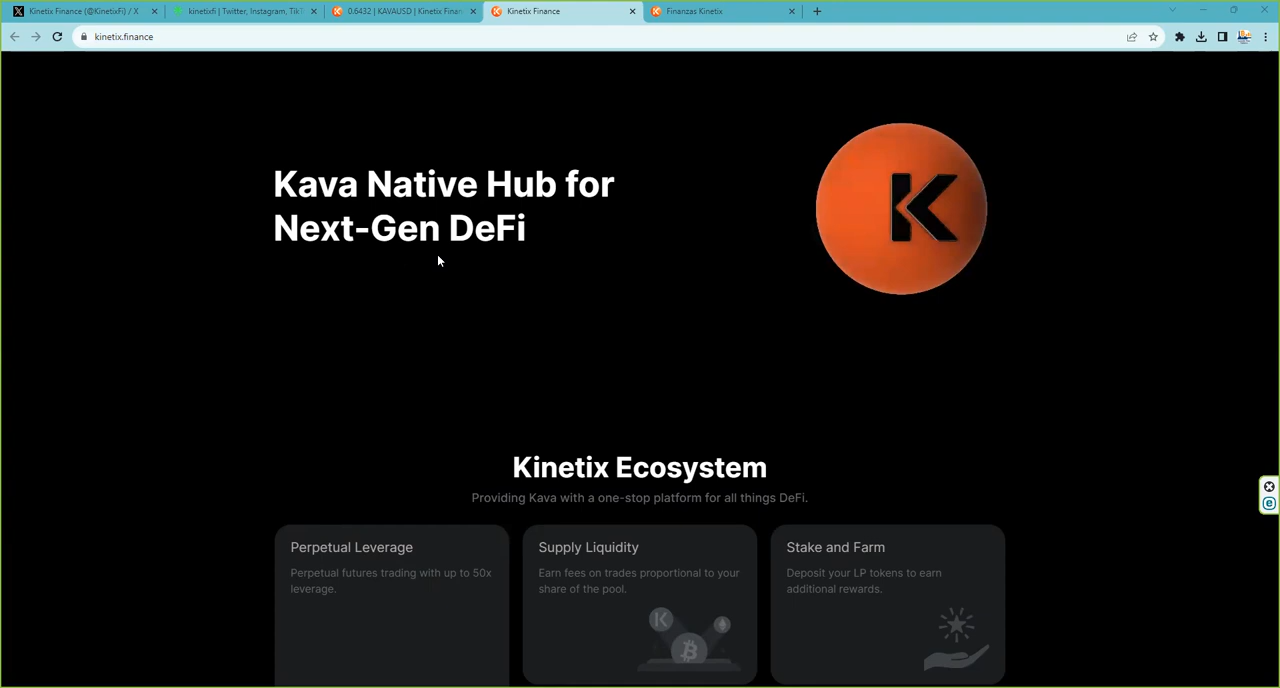 Kinetix Finance (@KinetixFi) / X
kinetixfi | Twitter, Instagram, TikT
0.6432 | KAVAUSD | Kinetix Finan
Kinetix Finance
Finanzas Kinetix
kinetix.finance
Kava Native Hub for
Next-Gen DeFi
K
Kinetix Ecosystem
Providing Kava with a one-stop platform for all things DeFi.
Perpetual Leverage
Perpetual futures trading with up to 50x
leverage.
Supply Liquidity
Earn fees on trades proportional to your
share of the pool.
Stake and Farm
Deposit your LP tokens to earn
additional rewards.